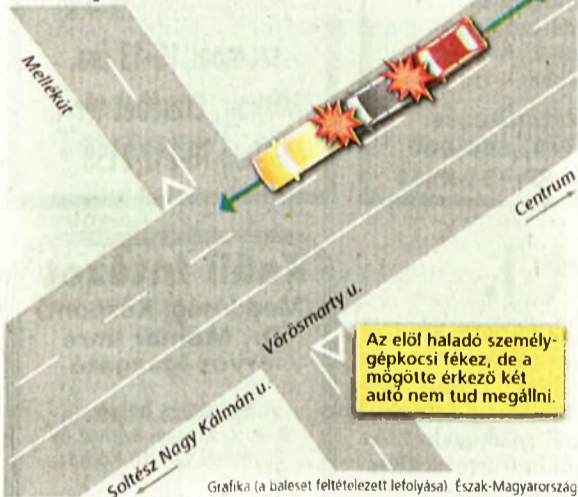 Mellékút
Centrum
Vörösmarty u.
Az elöl haladó személy-
gépkocsi fékez, de a
mögötte érkező két
autó nem tud megállni.
Soltész Nagy Kálmán u.
Grafika (a baleset feltételezett lefolyása) Észak-Magyarország